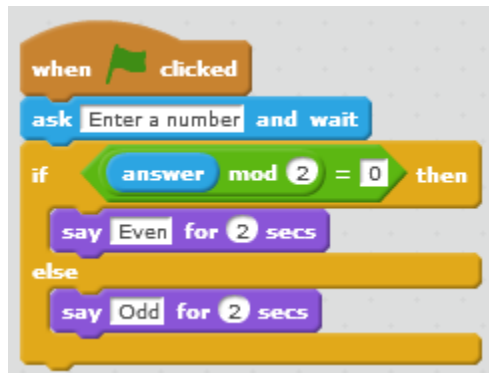 when clicked
ask Enter a number and wait
if answer mod 2 = 0 then
say Even for 2 secs
else
say Odd for 2 secs